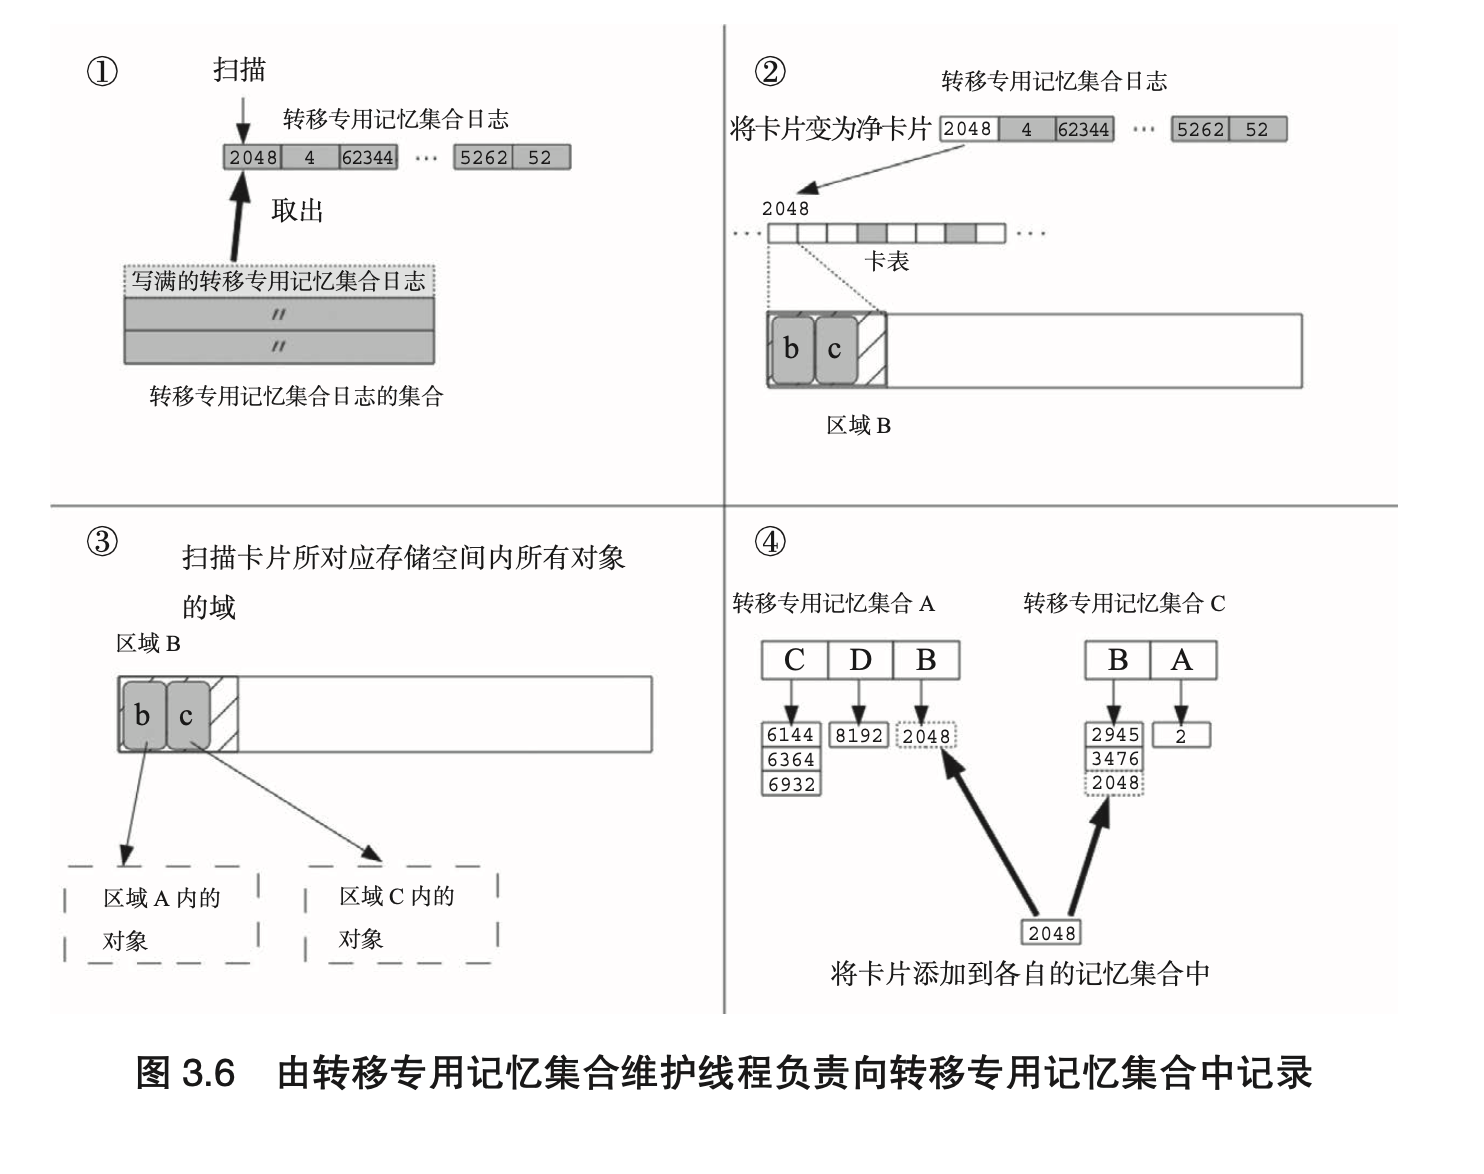 ①
扫描
转移专用记忆集合日志
2048 4 62344 ··· 5262 52
取出
写满的转移专用记忆集合日志
〃
〃
转移专用记忆集合日志的集合
②
转移专用记忆集合日志
将卡片变为净卡片 2048 4 62344 ··· 5262 52
2048
··· ···
卡表
b c
区域 B
③
扫描卡片所对应存储空间内所有对象
的域
区域 B
b c
区域 A 内的
对象
区域 C 内的
对象
④
转移专用记忆集合 A
C D B
6144 8192 2048
6364
6932
转移专用记忆集合 C
B A
2945 2
3476
2048
2048
将卡片添加到各自的记忆集合中
图 3.6 由转移专用记忆集合维护线程负责向转移专用记忆集合中记录